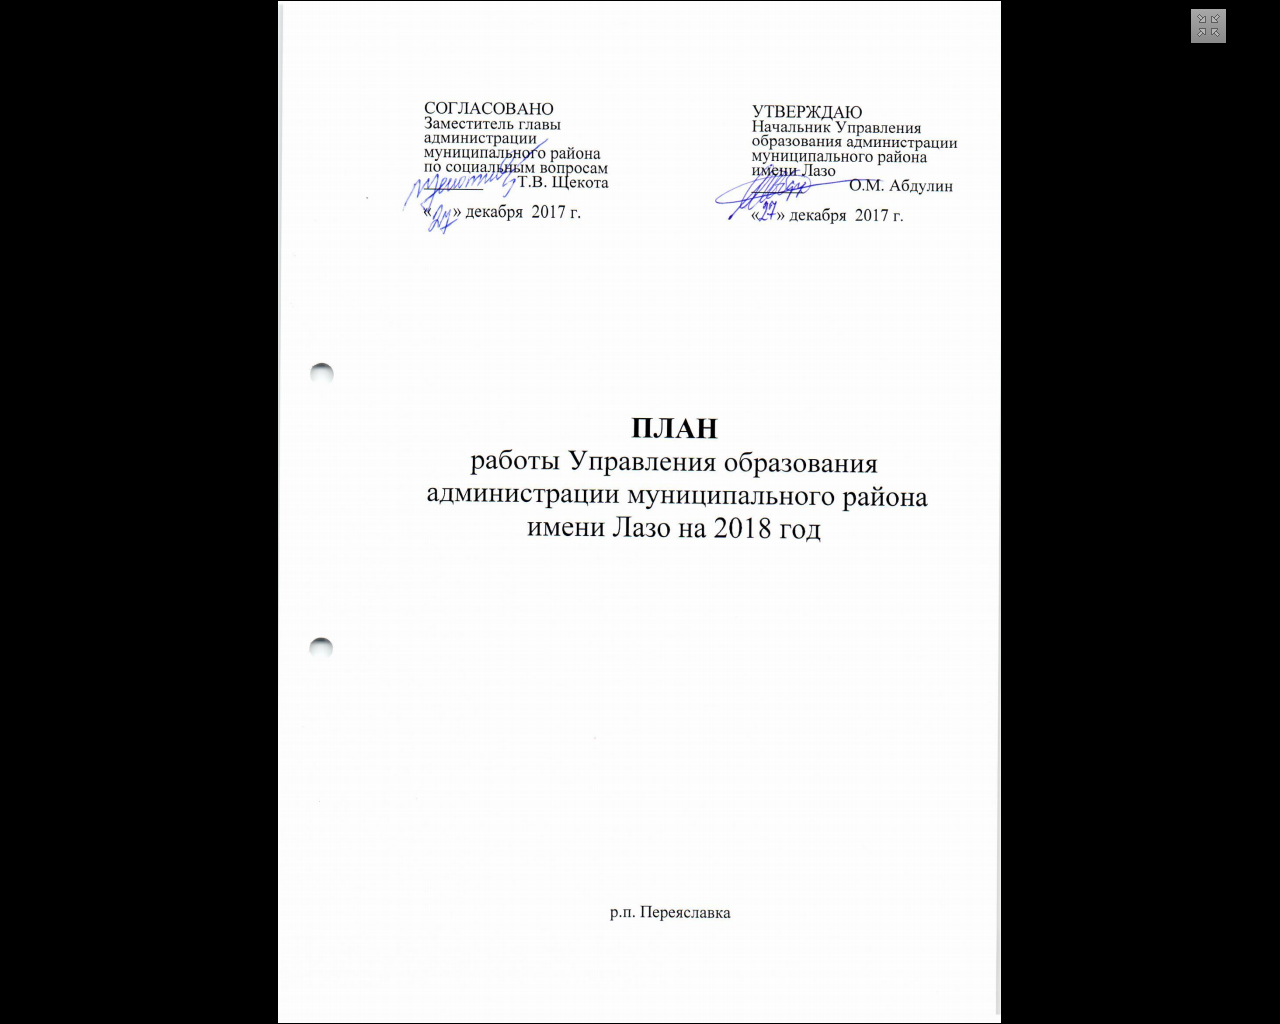 СОГЛАСОВАНО
Заместитель главы
администрации
муниципального района
по социальным вопросам
Т.В. Щекота
«27» декабря 2017 г.
УТВЕРЖДАЮ
Начальник Управления
образования администрации
муниципального района
имени Лазо
О.М. Абдулин
«27» декабря 2017 г.
ПЛАН
работы Управления образования
администрации муниципального района
имени Лазо на 2018 год
р.п. Переяславка